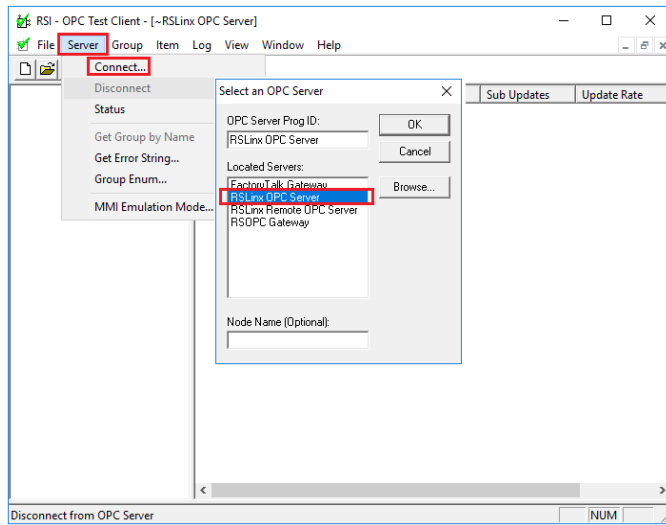 RSI - OPC Test Client - [~RSLinx OPC Server]
File Server Group Item Log View Window Help
Connect...
Disconnect
Status
Get Group by Name
Get Error String...
Group Enum...
MMI Emulation Mode...
Sub Updates Update Rate
Select an OPC Server
OPC Server Prog ID:
RSLinx OPC Server
OK
Cancel
Located Servers:
Browse...
FactoryTalk Gateway
RSLinx OPC Server
RSLinx Remote OPC Server
RSOPC Gateway
Node Name (Optional):
Disconnect from OPC Server
NUM